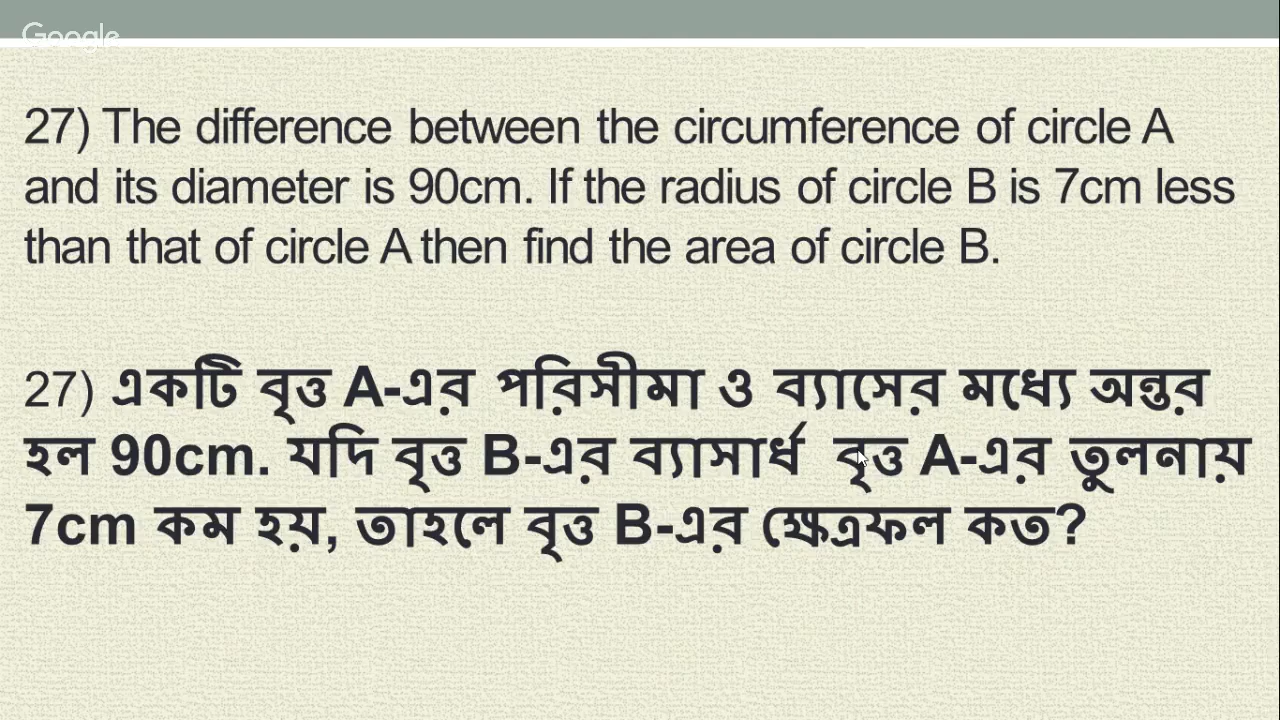 Google
27) The difference between the circumference of circle A
and its diameter is 90cm. If the radius of circle B is 7cm less
than that of circle A then find the area of circle B.
27) একটি বৃত্ত A-এর পরিসীমা ও ব্যাসের মধ্যে অন্তর
হল 90cm. যদি বৃত্ত B-এর ব্যাসার্ধ বৃত্ত A-এর তুলনায়
7cm কম হয়, তাহলে বৃত্ত B-এর ক্ষেত্রফল কত?